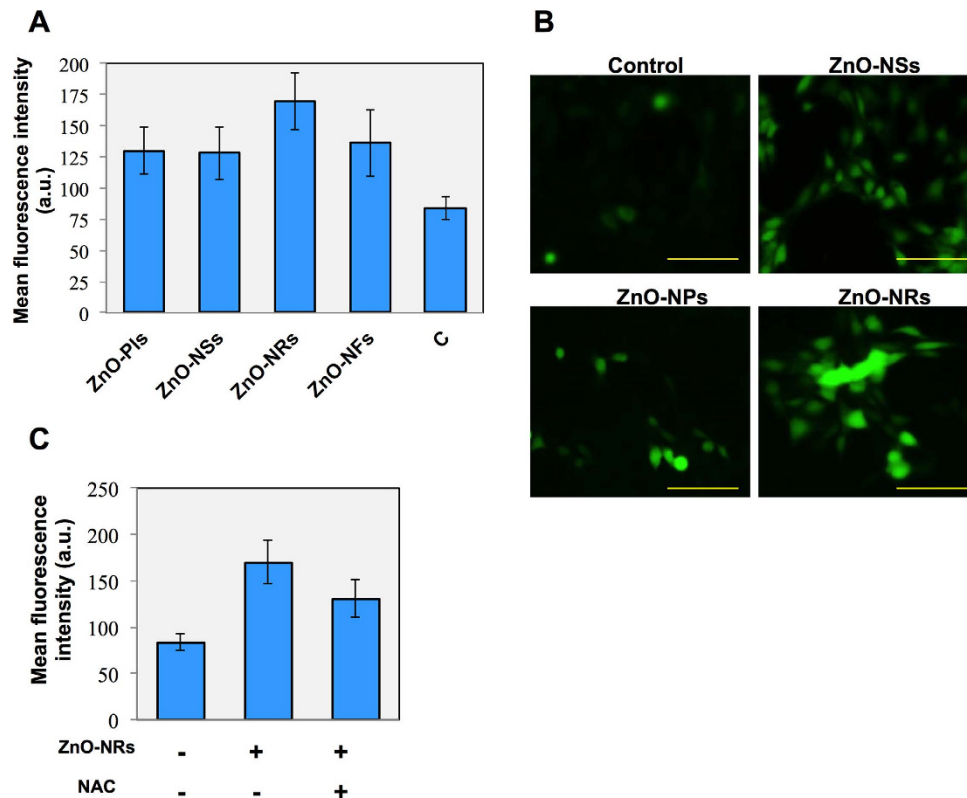 A
Mean fluorescence intensity
(a.u.)
200
175
150
125
100
75
50
25
0
ZnO-Pls
ZnO-NSs
ZnO-NRs
ZnO-NFs
C
B
Control
ZnO-NSs
ZnO-NPs
ZnO-NRs
C
Mean fluorescence
intensity (a.u.)
250
200
150
100
50
0
ZnO-NRs - + +
NAC - - +